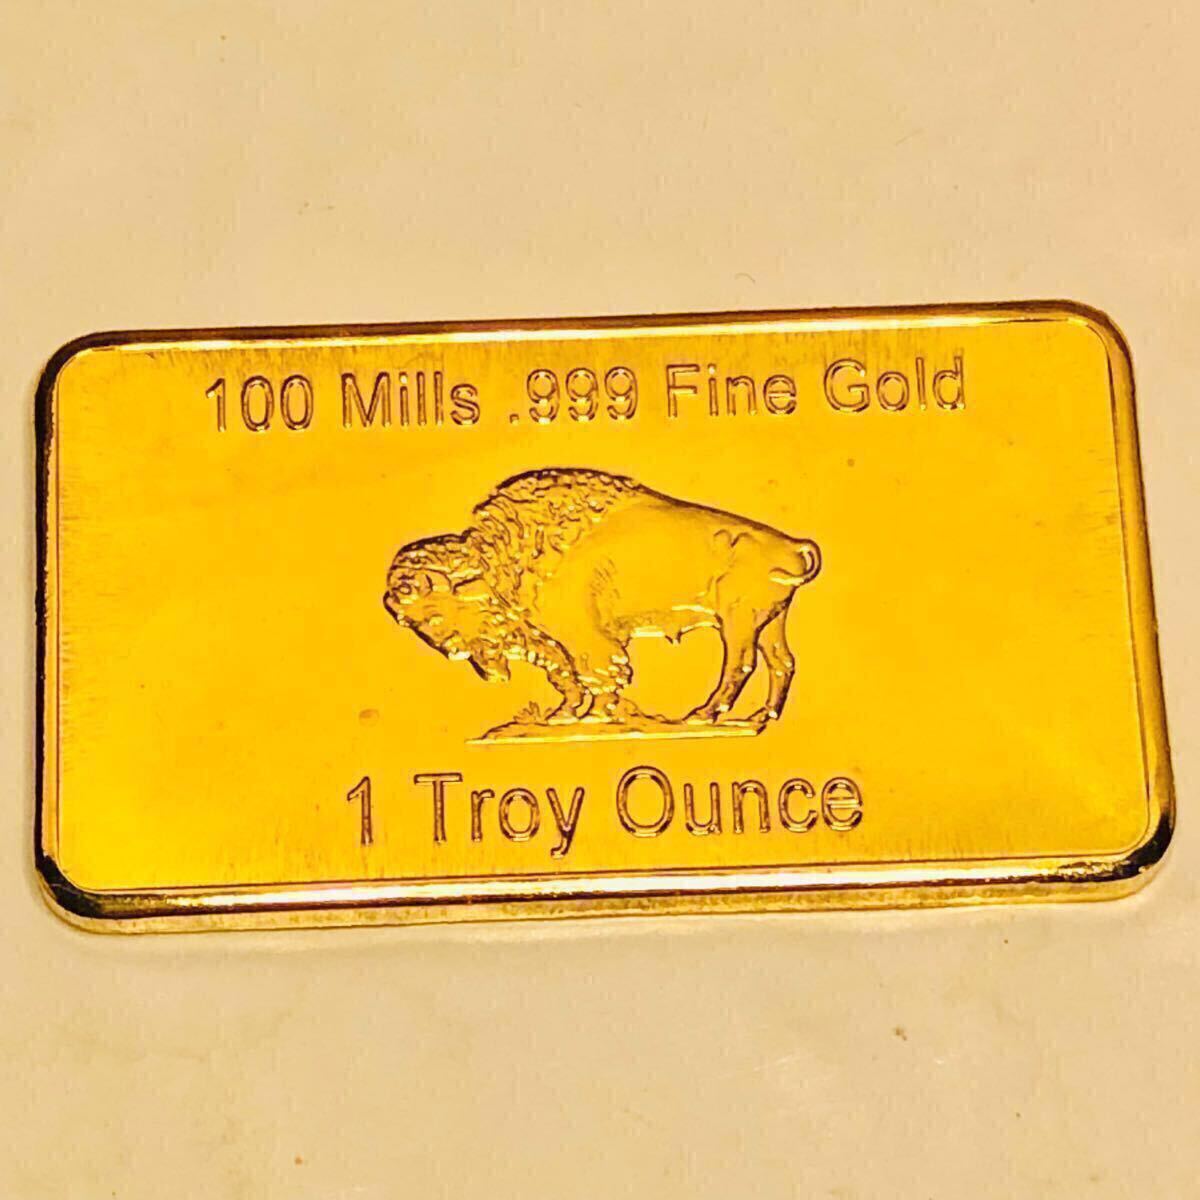 100 Mills .999 Fine Gold
1 Troy Ounce